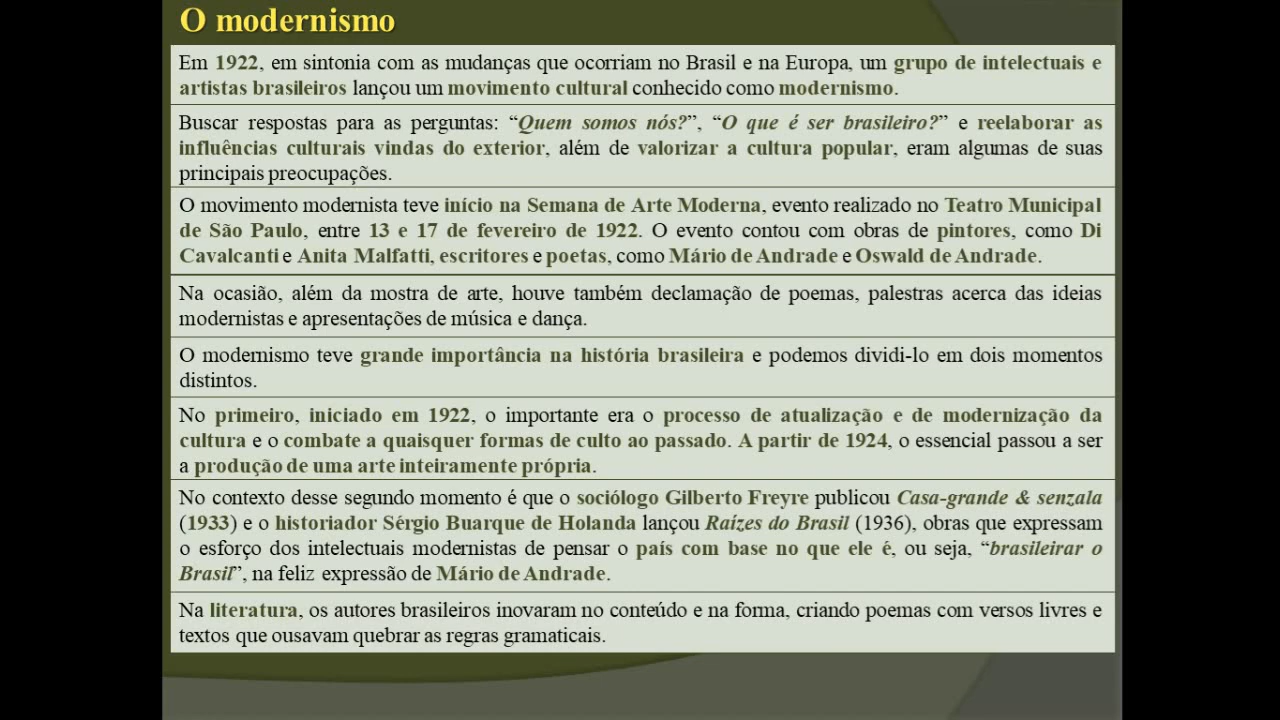 O modernismo
Em 1922, em sintonia com as mudanças que ocorriam no Brasil e na Europa, um grupo de intelectuais e
artistas brasileiros lançou um movimento cultural conhecido como modernismo.
Buscar respostas para as perguntas: “Quem somos nós?”, “O que é ser brasileiro?” e reelaborar as
influências culturais vindas do exterior, além de valorizar a cultura popular, eram algumas de suas
principais preocupações.
O movimento modernista teve início na Semana de Arte Moderna, evento realizado no Teatro Municipal
de São Paulo, entre 13 e 17 de fevereiro de 1922. O evento contou com obras de pintores, como Di
Cavalcanti e Anita Malfatti, escritores e poetas, como Mário de Andrade e Oswald de Andrade.
Na ocasião, além da mostra de arte, houve também declamação de poemas, palestras acerca das ideias
modernistas e apresentações de música e dança.
O modernismo teve grande importância na história brasileira e podemos dividi-lo em dois momentos
distintos.
No primeiro, iniciado em 1922, o importante era o processo de atualização e de modernização da
cultura e o combate a quaisquer formas de culto ao passado. A partir de 1924, o essencial passou a ser
a produção de uma arte inteiramente própria.
No contexto desse segundo momento é que o sociólogo Gilberto Freyre publicou Casa-grande & senzala
(1933) e o historiador Sérgio Buarque de Holanda lançou Raízes do Brasil (1936), obras que expressam
o esforço dos intelectuais modernistas de pensar o país com base no que ele é, ou seja, “brasileirar o
Brasil”, na feliz expressão de Mário de Andrade.
Na literatura, os autores brasileiros inovaram no conteúdo e na forma, criando poemas com versos livres e
textos que ousavam quebrar as regras gramaticais.